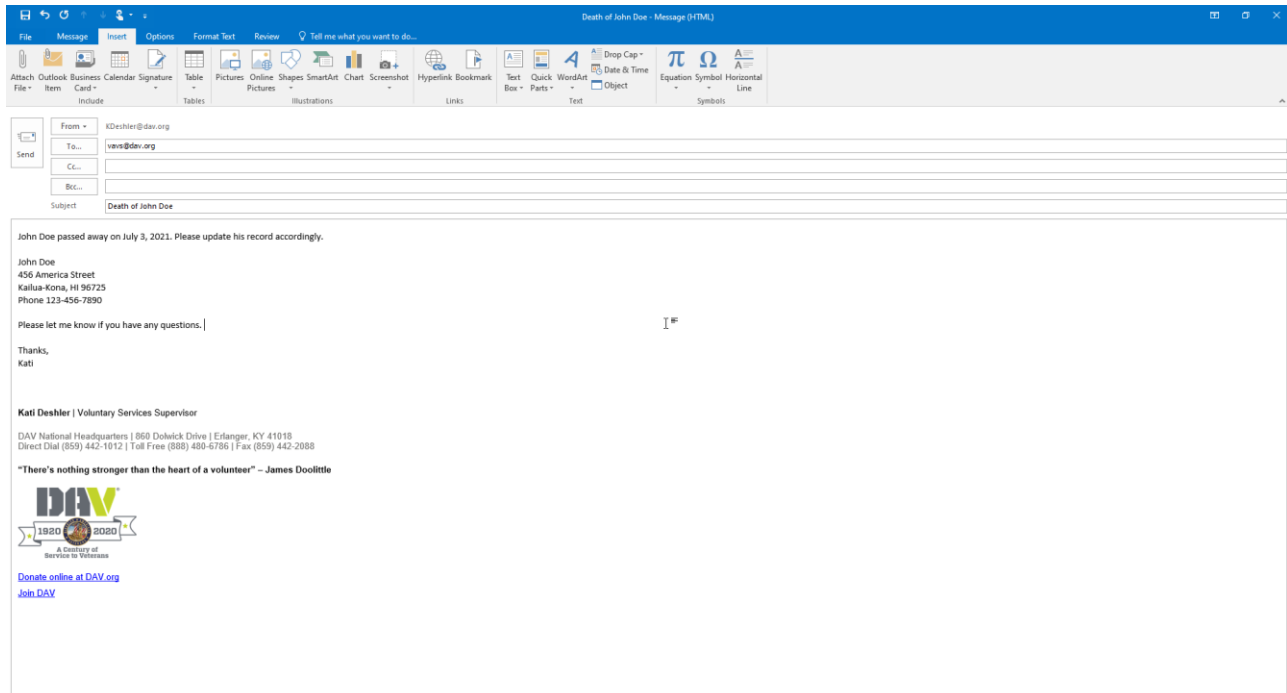 Death of John Doe - Message (HTML)
File Message Insert Options Format Text Review Tell me what you want to do...
Attach File Outlook Item Business Card Calendar Signature Table Pictures Online Pictures Shapes SmartArt Chart Screenshot Hyperlink Bookmark Text Box Quick Parts WordArt Drop Cap Date & Time Object Equation Symbol Horizontal Line
Include Tables Illustrations Links Text Symbols
From KDeshler@dav.org
Send
To... vavs@dav.org
Cc...
Bcc...
Subject Death of John Doe
John Doe passed away on July 3, 2021. Please update his record accordingly.
John Doe
456 America Street
Kailua-Kona, HI 96725
Phone 123-456-7890
Please let me know if you have any questions.
Thanks,
Kati
Kati Deshler | Voluntary Services Supervisor
DAV National Headquarters | 860 Dolwick Drive | Erlanger, KY 41018
Direct Dial (859) 442-1012 | Toll Free (888) 480-6786 | Fax (859) 442-2088
“There’s nothing stronger than the heart of a volunteer” – James Doolittle
DAV
1920 2020
A Century of
Service to Veterans
Donate online at DAV.org
Join DAV